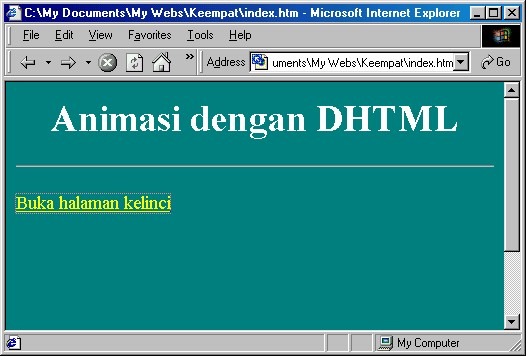 C:\My Documents\My Webs\Keempat\index.htm - Microsoft Internet Explorer
File Edit View Favorites Tools Help
» Address uments\My Webs\Keempat\index.htm Go
Animasi dengan DHTML
Buka halaman kelinci
My Computer